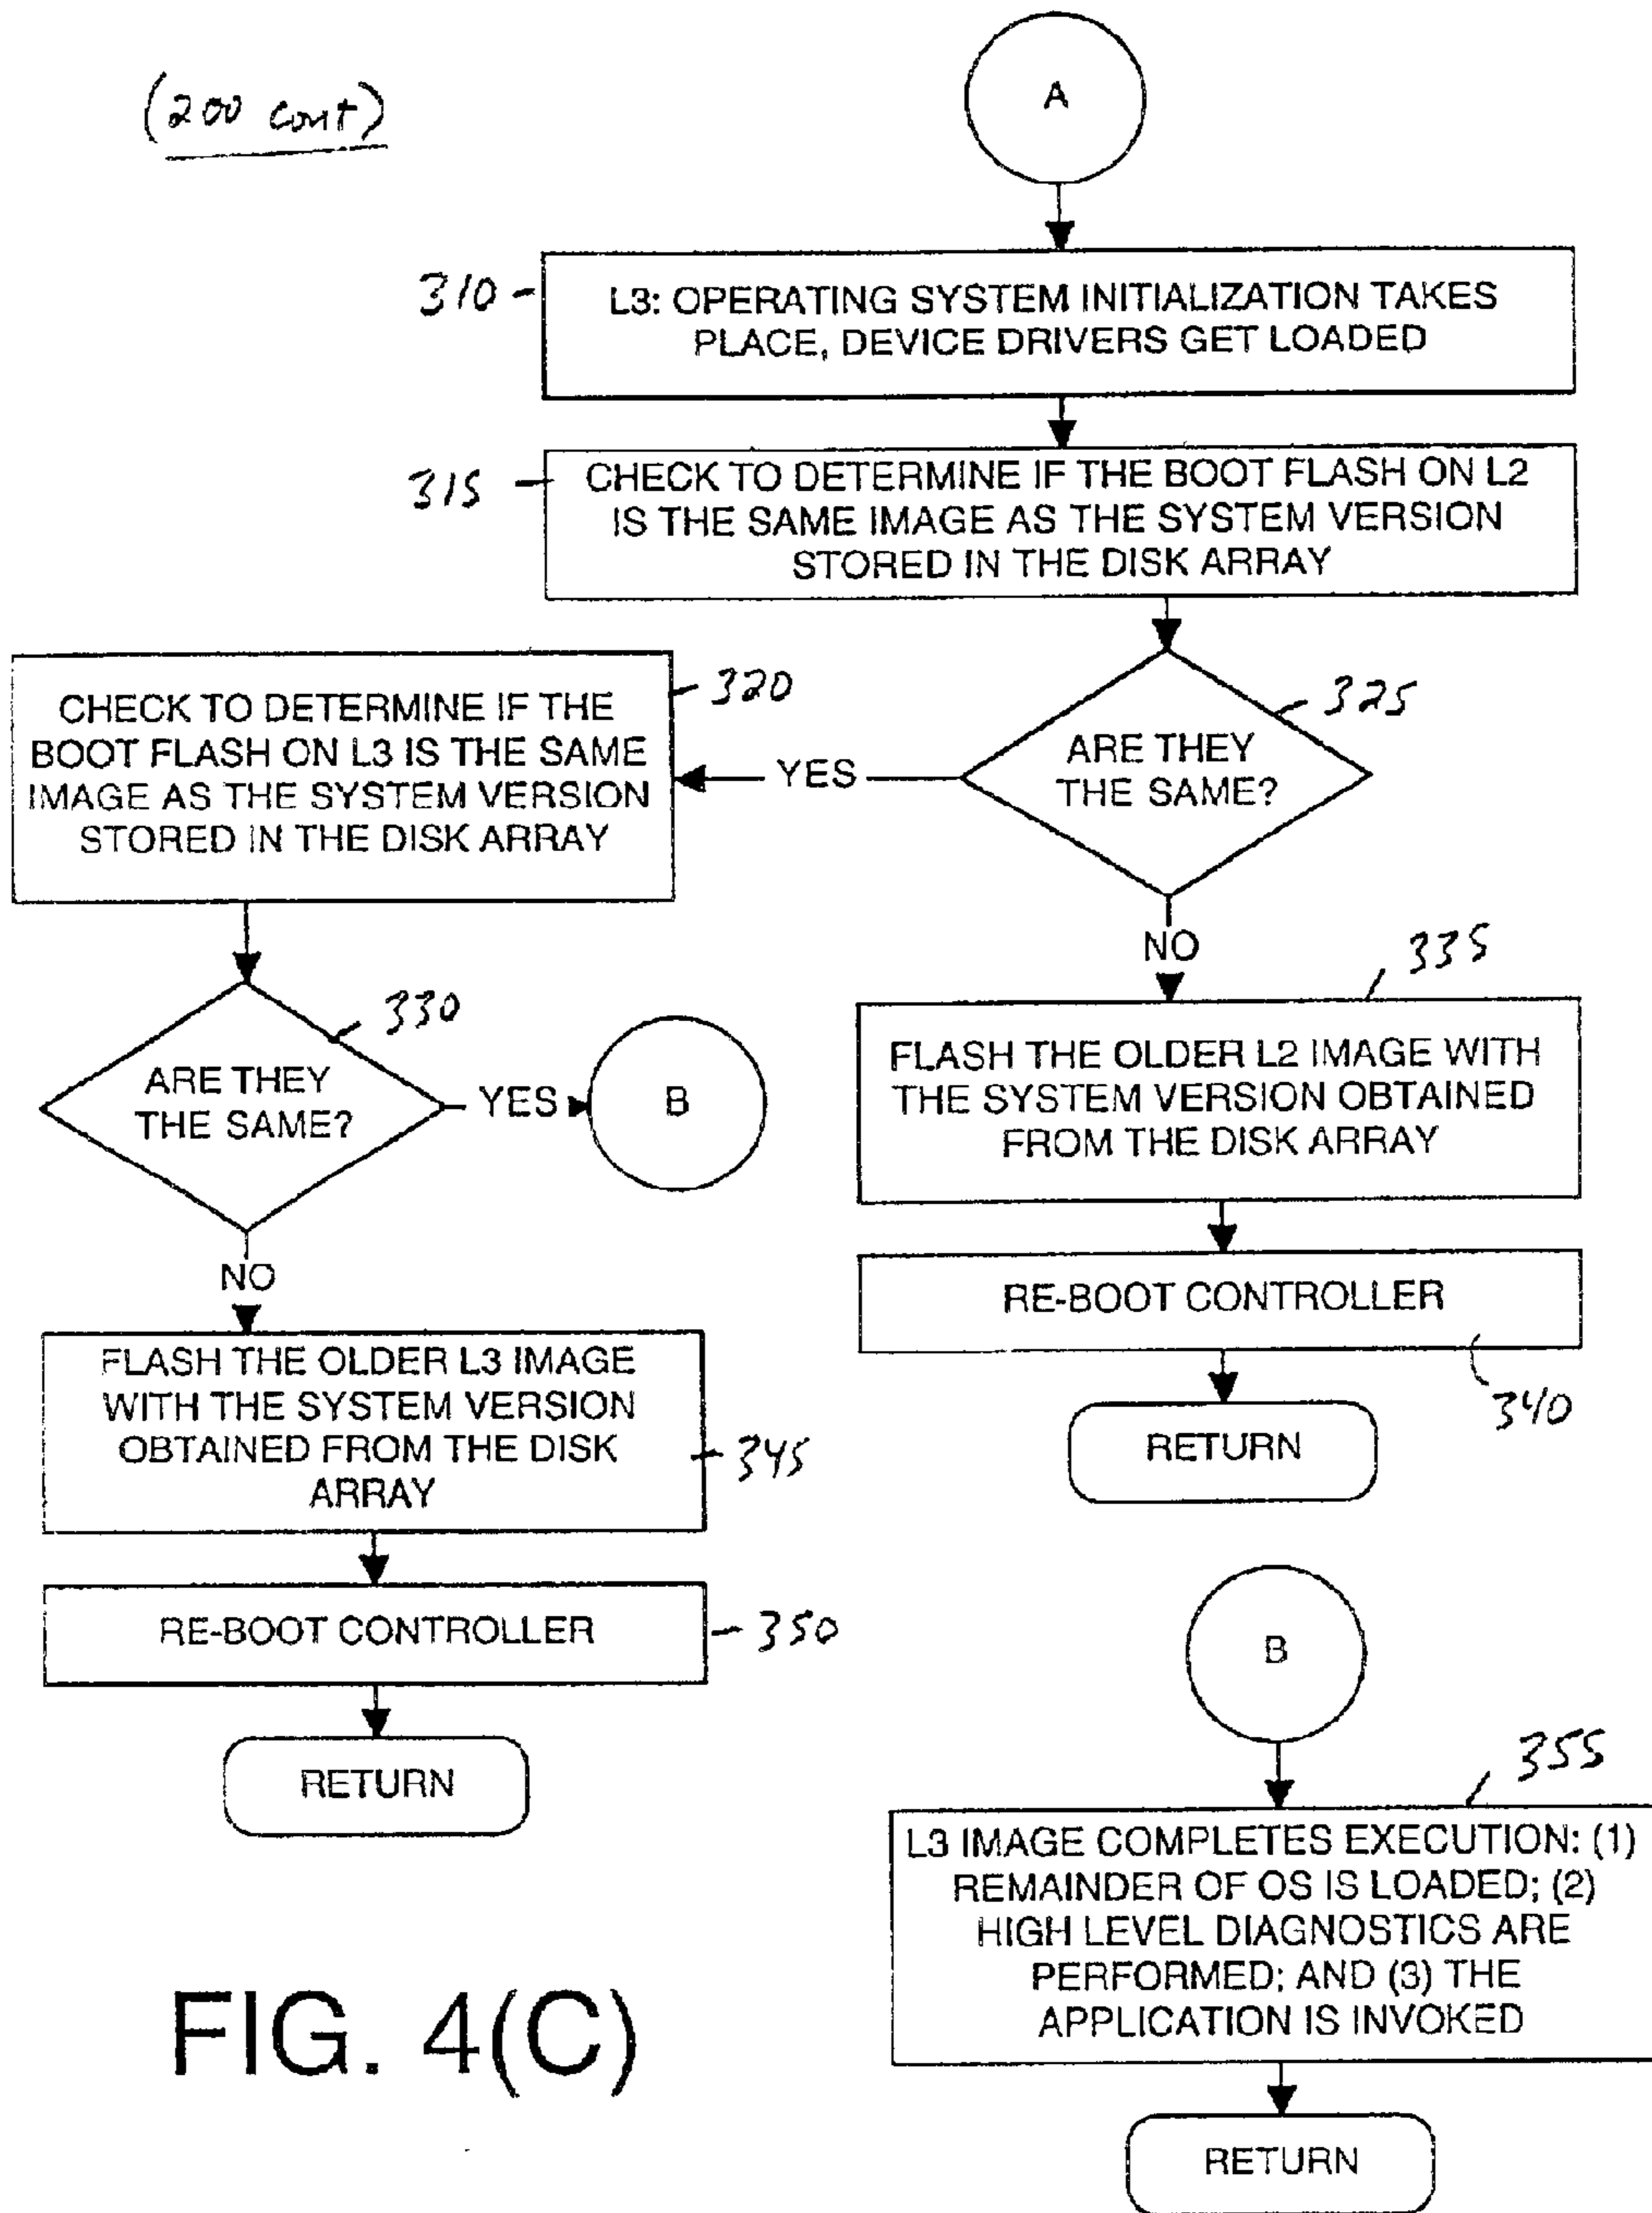 (200 cont)
A
310
L3: OPERATING SYSTEM INITIALIZATION TAKES
PLACE, DEVICE DRIVERS GET LOADED
315
CHECK TO DETERMINE IF THE BOOT FLASH ON L2
IS THE SAME IMAGE AS THE SYSTEM VERSION
STORED IN THE DISK ARRAY
320
CHECK TO DETERMINE IF THE
BOOT FLASH ON L3 IS THE SAME
IMAGE AS THE SYSTEM VERSION
STORED IN THE DISK ARRAY
YES
325
ARE THEY
THE SAME?
NO
330
ARE THEY
THE SAME?
YES
B
335
FLASH THE OLDER L2 IMAGE WITH
THE SYSTEM VERSION OBTAINED
FROM THE DISK ARRAY
RE-BOOT CONTROLLER
340
RETURN
NO
FLASH THE OLDER L3 IMAGE
WITH THE SYSTEM VERSION
OBTAINED FROM THE DISK
ARRAY
345
RE-BOOT CONTROLLER
350
RETURN
B
355
L3 IMAGE COMPLETES EXECUTION: (1)
REMAINDER OF OS IS LOADED; (2)
HIGH LEVEL DIAGNOSTICS ARE
PERFORMED; AND (3) THE
APPLICATION IS INVOKED
RETURN
FIG. 4(C)